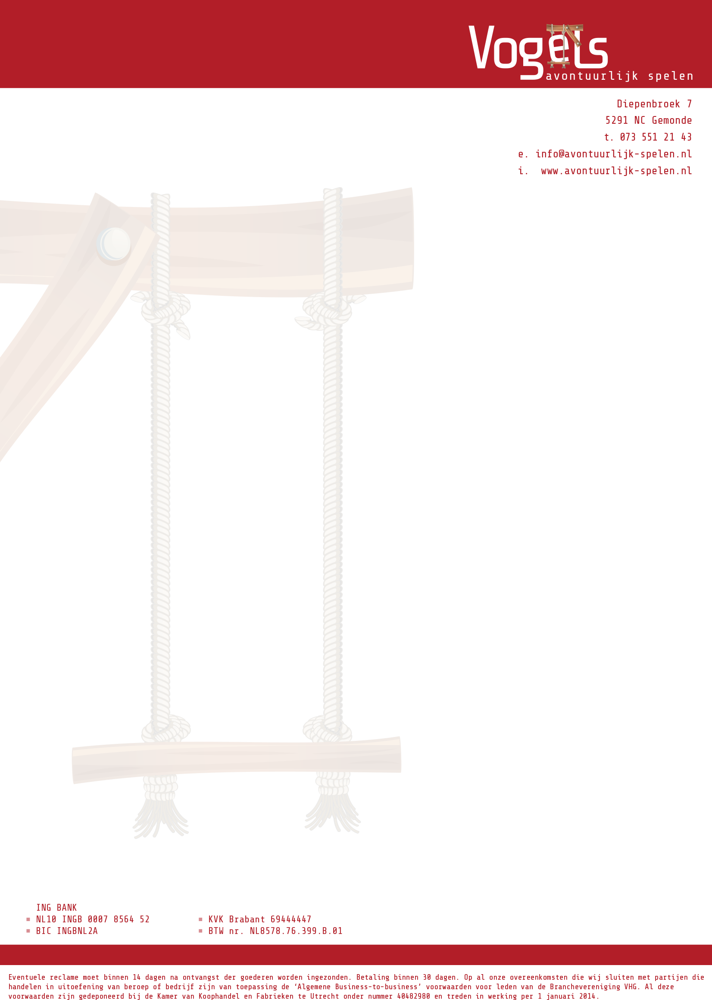 Vogels
avontuurlijk spelen
Diepenbroek 7
5291 NC Gemonde
t. 073 551 21 43
e. info@avontuurlijk-spelen.nl
i. www.avontuurlijk-spelen.nl
ING BANK
NL10 INGB 0007 8564 52
BIC INGBNL2A
KVK Brabant 69444447
BTW nr. NL8578.76.399.B.01
Eventuele reclame moet binnen 14 dagen na ontvangst der goederen worden ingezonden. Betaling binnen 30 dagen. Op al onze overeenkomsten die wij sluiten met partijen die
handelen in uitoefening van beroep of bedrijf zijn van toepassing de ‘Algemene Business-to-business’ voorwaarden voor leden van de Branchevereniging VHG. Al deze
voorwaarden zijn gedeponeerd bij de Kamer van Koophandel en Fabrieken te Utrecht onder nummer 40482980 en treden in werking per 1 januari 2014.